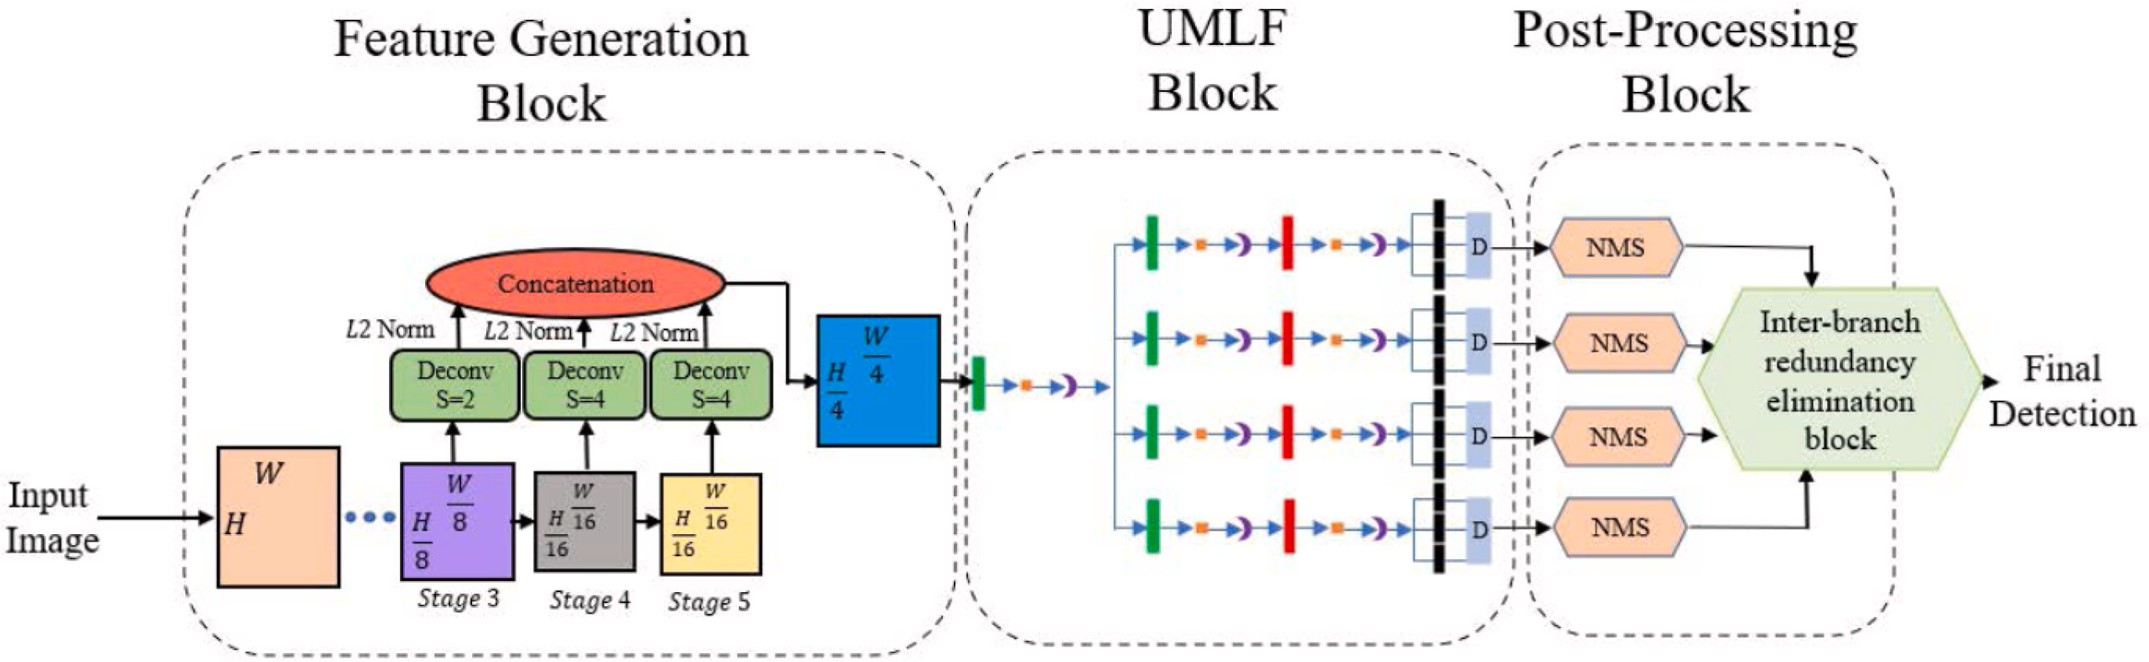 Feature Generation
Block
UMLF
Block
Post-Processing
Block
Concatenation
L2 Norm
L2 Norm
L2 Norm
Deconv
S=2
Deconv
S=4
Deconv
S=4
Input
Image
W
H
W
8
H
8
Stage 3
W
16
H
16
Stage 4
W
16
H
16
Stage 5
W
4
H
4
D
D
D
D
NMS
NMS
NMS
NMS
Inter-branch
redundancy
elimination
block
Final
Detection